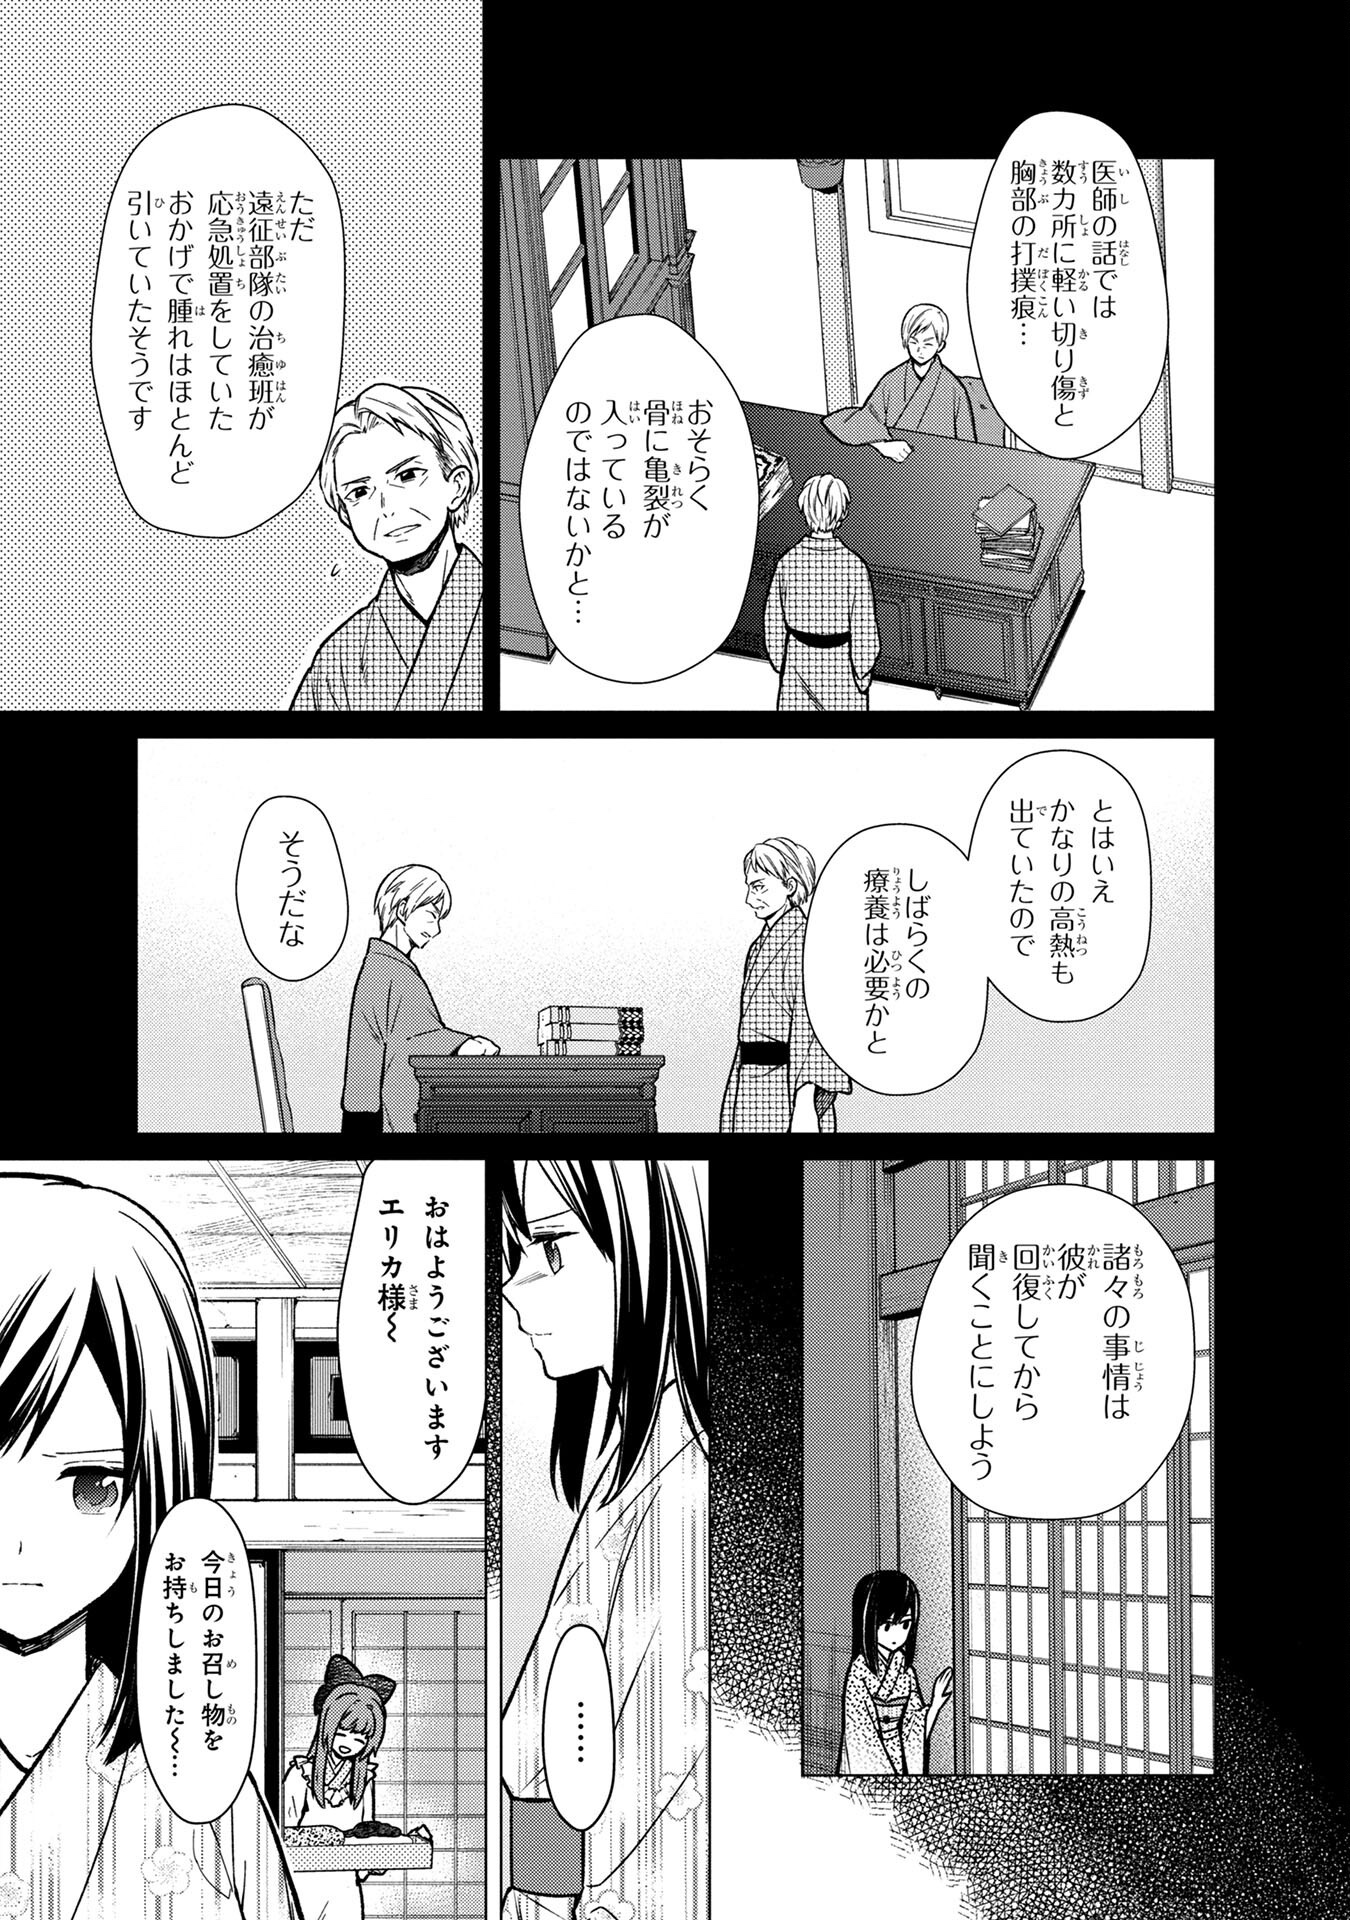 医師の話では
数カ所に軽い切り傷と
胸部の打撲痕…
おそらく
骨に亀裂が
入っている
のではないかと…
ただ
遠征部隊の治癒班が
応急処置をしていた
おかげで腫れはほとんど
引いていたそうです
とはいえ
かなりの高熱も
出ていたので
しばらくの
療養は必要かと
そうだな
諸々の事情は
彼が
回復してから
聞くことにしよう
……
おはようございます
エリカ様〜
今日のお召し物を
お持ちしました〜…